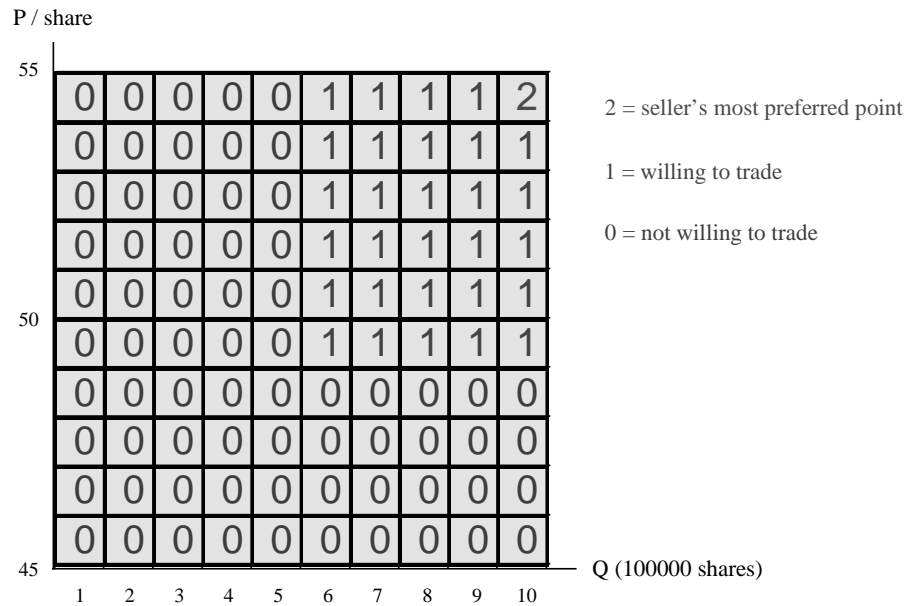 P / share
55
0 0 0 0 0 1 1 1 1 2
2 = seller’s most preferred point
0 0 0 0 0 1 1 1 1 1
1 = willing to trade
0 0 0 0 0 1 1 1 1 1
0 0 0 0 0 1 1 1 1 1
0 = not willing to trade
0 0 0 0 0 1 1 1 1 1
50
0 0 0 0 0 1 1 1 1 1
0 0 0 0 0 0 0 0 0 0
0 0 0 0 0 0 0 0 0 0
0 0 0 0 0 0 0 0 0 0
0 0 0 0 0 0 0 0 0 0
45
Q (100000 shares)
1 2 3 4 5 6 7 8 9 10